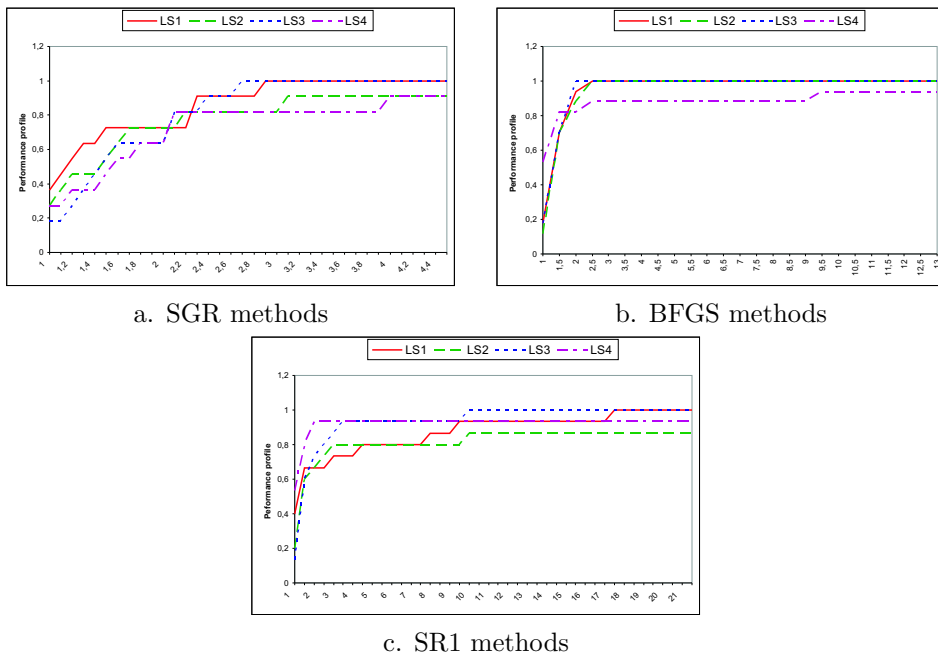 LS1 LS2 LS3 LS4
Performance profile
1,2
1
0,8
0,6
0,4
0,2
0
1 1,2 1,4 1,6 1,8 2 2,2 2,4 2,6 2,8 3 3,2 3,4 3,6 3,8 4 4,2 4,4
a. SGR methods
LS1 LS2 LS3 LS4
Performance profile
1,2
1
0,8
0,6
0,4
0,2
0
1 1,5 2 2,5 3 3,5 4 4,5 5 5,5 6 6,5 7 7,5 8 8,5 9 9,5 10 10,5 11 11,5 12 12,5 13
b. BFGS methods
LS1 LS2 LS3 LS4
Peformance profile
1,2
1
0,8
0,6
0,4
0,2
0
1 2 3 4 5 6 7 8 9 10 11 12 13 14 15 16 17 18 19 20 21
c. SR1 methods